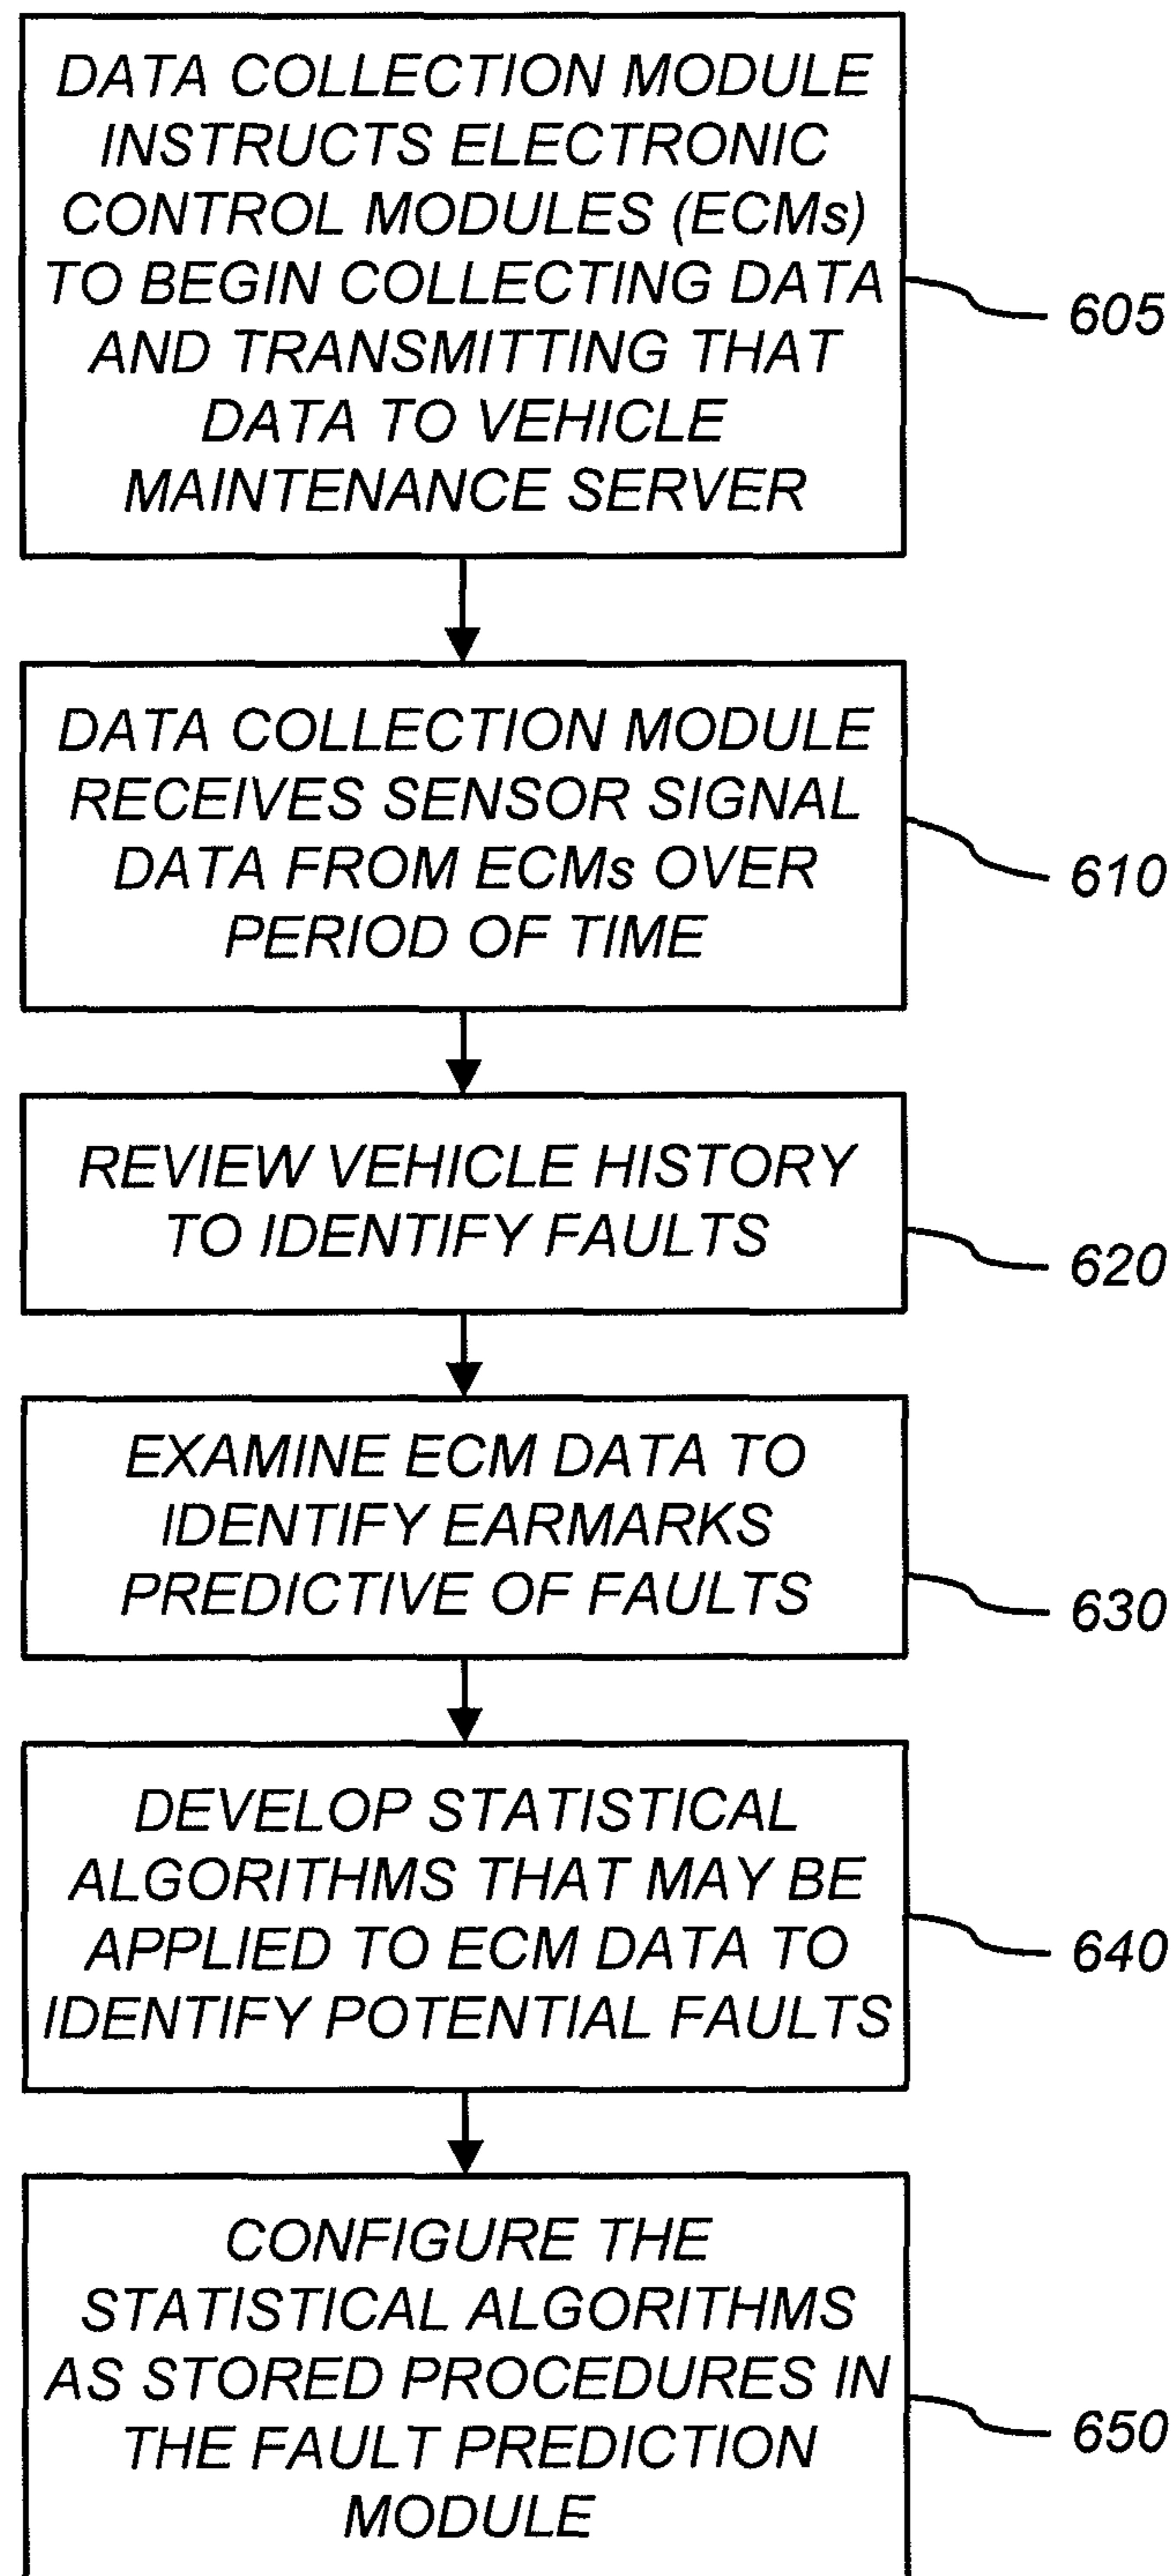 DATA COLLECTION MODULE
INSTRUCTS ELECTRONIC
CONTROL MODULES (ECMs)
TO BEGIN COLLECTING DATA
AND TRANSMITTING THAT
DATA TO VEHICLE
MAINTENANCE SERVER
605
DATA COLLECTION MODULE
RECEIVES SENSOR SIGNAL
DATA FROM ECMs OVER
PERIOD OF TIME
610
REVIEW VEHICLE HISTORY
TO IDENTIFY FAULTS
620
EXAMINE ECM DATA TO
IDENTIFY EARMARKS
PREDICTIVE OF FAULTS
630
DEVELOP STATISTICAL
ALGORITHMS THAT MAY BE
APPLIED TO ECM DATA TO
IDENTIFY POTENTIAL FAULTS
640
CONFIGURE THE
STATISTICAL ALGORITHMS
AS STORED PROCEDURES IN
THE FAULT PREDICTION
MODULE
650